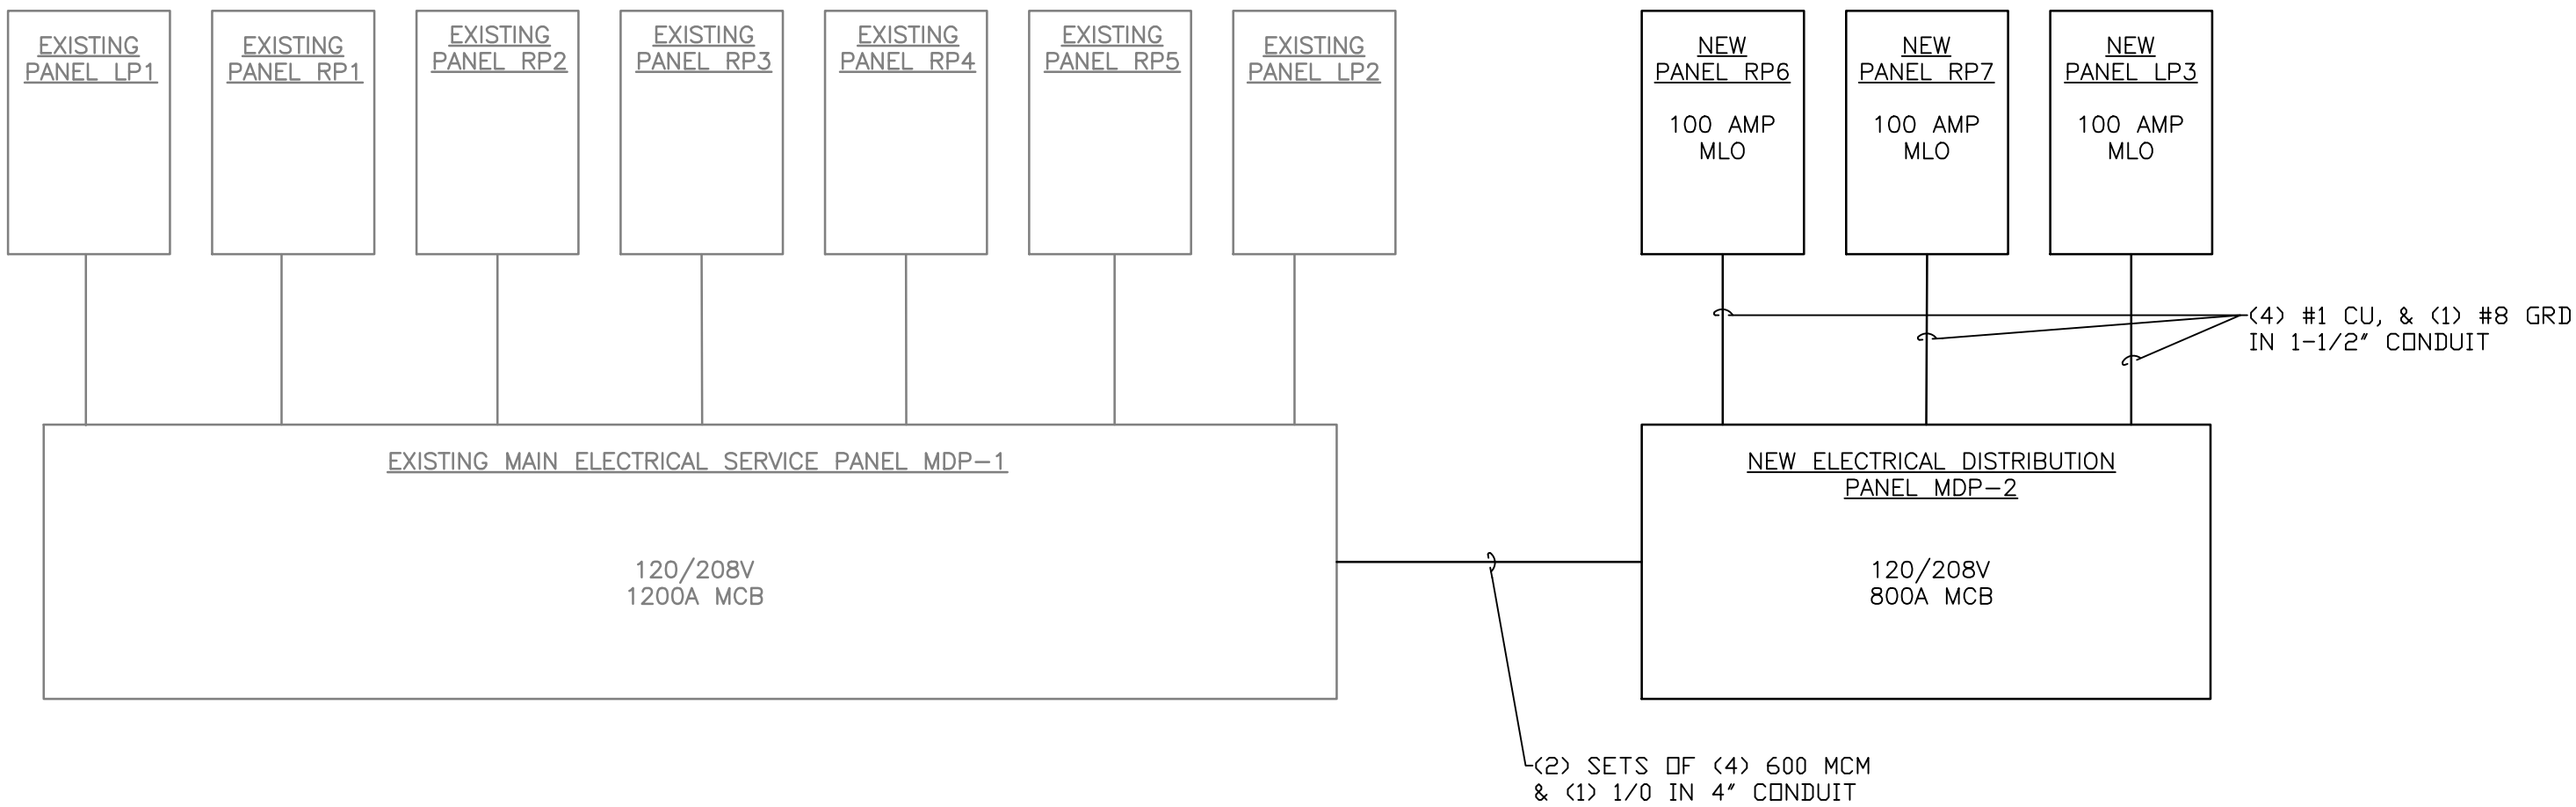 EXISTING
PANEL LP1
EXISTING
PANEL RP1
EXISTING
PANEL RP2
EXISTING
PANEL RP3
EXISTING
PANEL RP4
EXISTING
PANEL RP5
EXISTING
PANEL LP2
NEW
PANEL RP6
100 AMP
MLO
NEW
PANEL RP7
100 AMP
MLO
NEW
PANEL LP3
100 AMP
MLO
(4) #1 CU, & (1) #8 GRD
IN 1-1/2" CONDUIT
EXISTING MAIN ELECTRICAL SERVICE PANEL MDP-1
120/208V
1200A MCB
NEW ELECTRICAL DISTRIBUTION
PANEL MDP-2
120/208V
800A MCB
(2) SETS OF (4) 600 MCM
& (1) 1/0 IN 4" CONDUIT